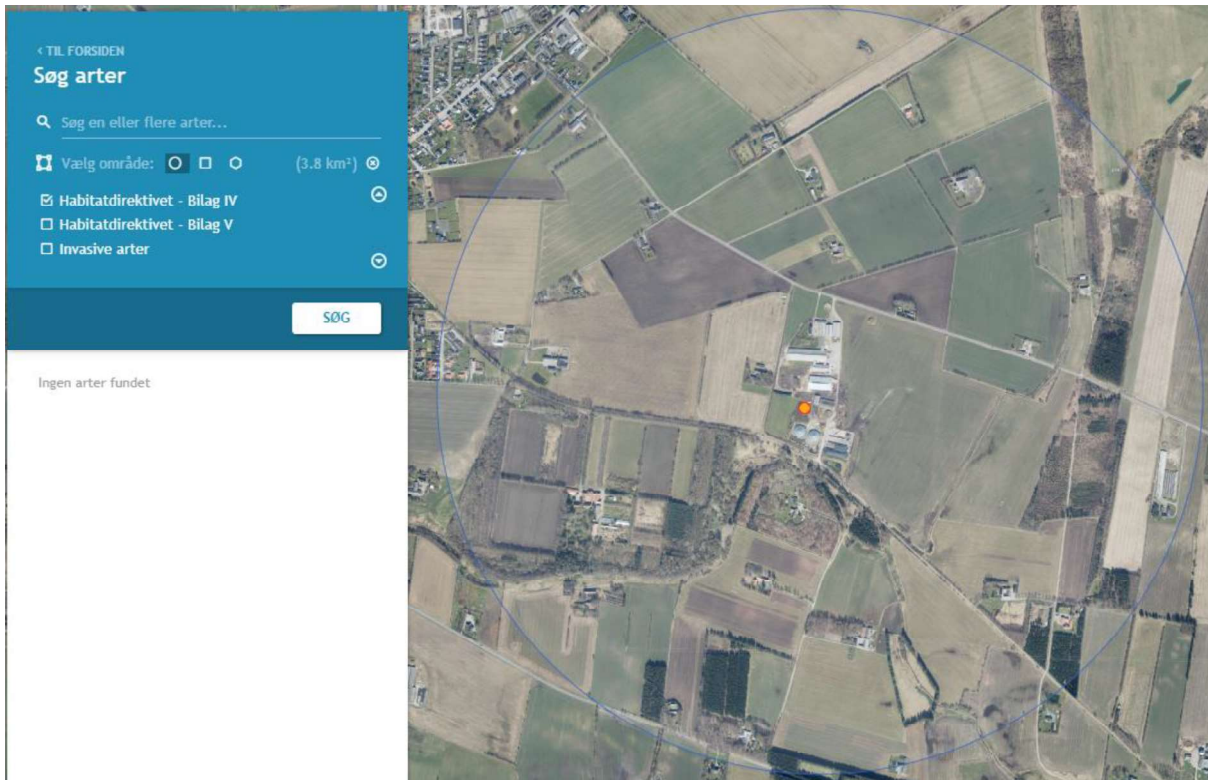 ‹ TIL FORSIDEN
Søg arter
Søg en eller flere arter...
Vælg område: (3.8 km²)
Habitatdirektivet - Bilag IV
Habitatdirektivet - Bilag V
Invasive arter
SØG
Ingen arter fundet